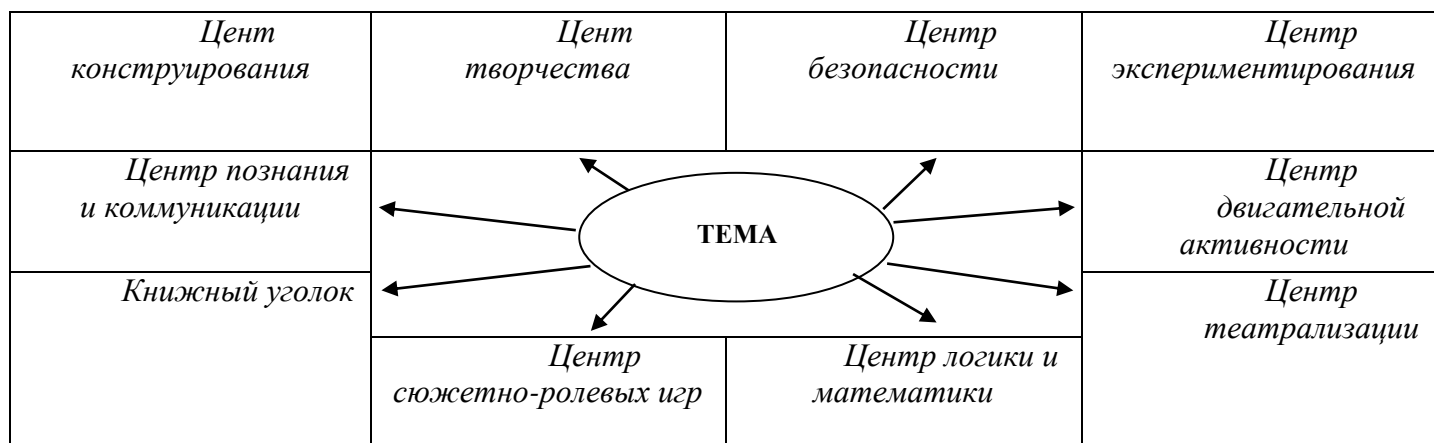 Цент
конструирования
Цент
творчества
Центр
безопасности
Центр
экспериментирования
Центр познания
и коммуникации
ТЕМА
Центр
двигательной
активности
Книжный уголок
Центр
театрализации
Центр
сюжетно-ролевых игр
Центр логики и
математики